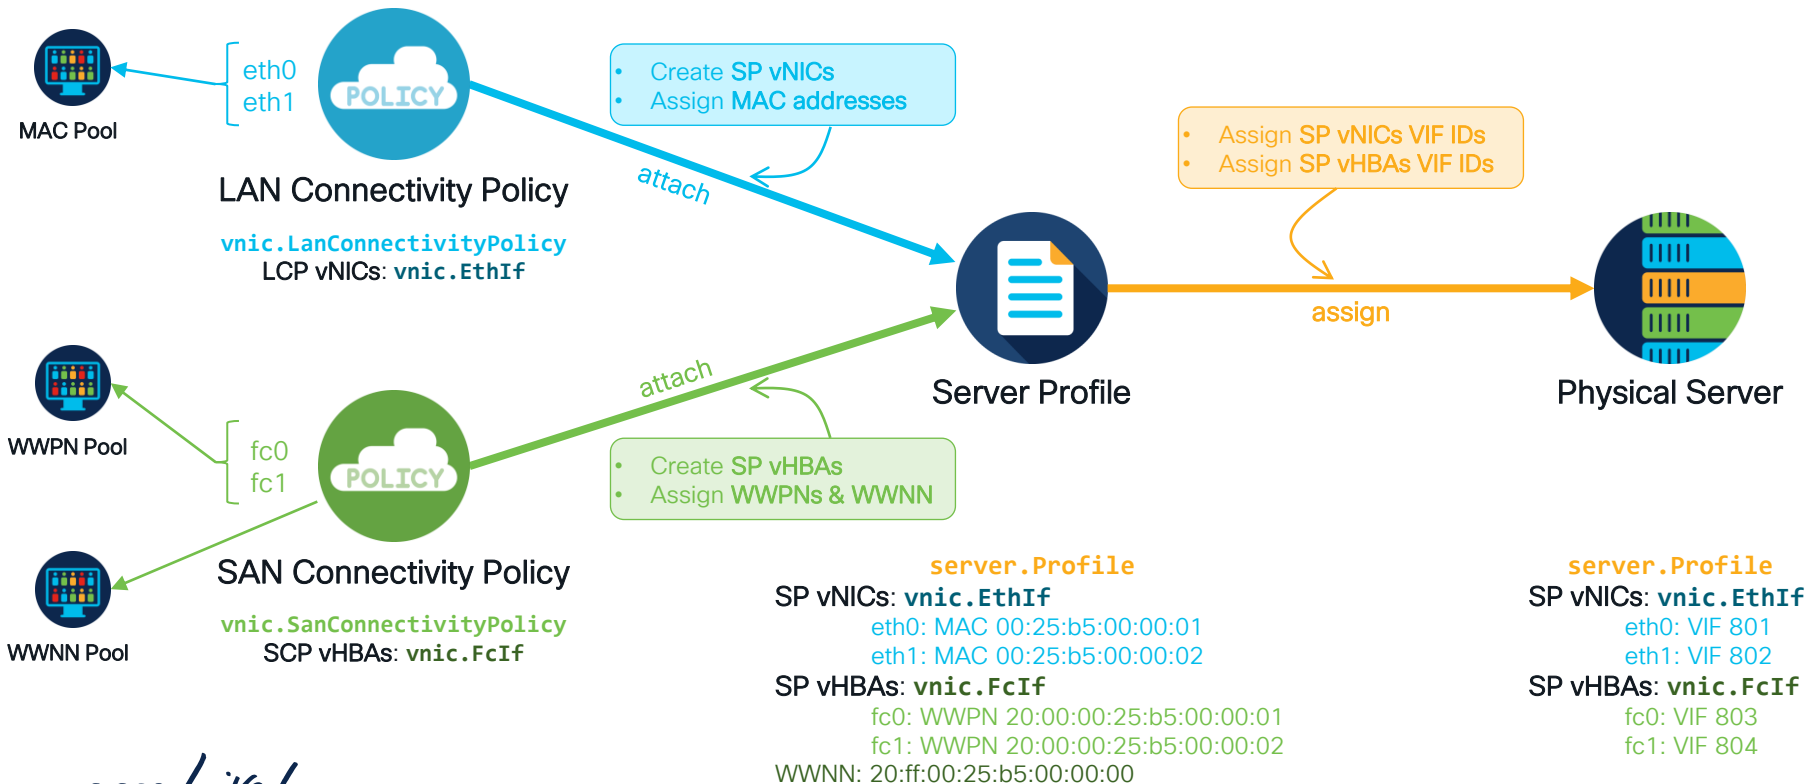 eth0
eth1
MAC Pool
POLICY
LAN Connectivity Policy
vnic.LanConnectivityPolicy
LCP vNICs: vnic.EthIf
• Create SP vNICs
• Assign MAC addresses
attach
• Assign SP vNICs VIF IDs
• Assign SP vHBAs VIF IDs
assign
Server Profile
Physical Server
WWPN Pool
fc0
fc1
POLICY
attach
• Create SP vHBAs
• Assign WWPNs & WWNN
WWNN Pool
SAN Connectivity Policy
vnic.SanConnectivityPolicy
SCP vHBAs: vnic.FcIf
server.Profile
SP vNICs: vnic.EthIf
eth0: MAC 00:25:b5:00:00:01
eth1: MAC 00:25:b5:00:00:02
SP vHBAs: vnic.FcIf
fc0: WWPN 20:00:00:25:b5:00:00:01
fc1: WWPN 20:00:00:25:b5:00:00:02
WWNN: 20:ff:00:25:b5:00:00:00
server.Profile
SP vNICs: vnic.EthIf
eth0: VIF 801
eth1: VIF 802
SP vHBAs: vnic.FcIf
fc0: VIF 803
fc1: VIF 804